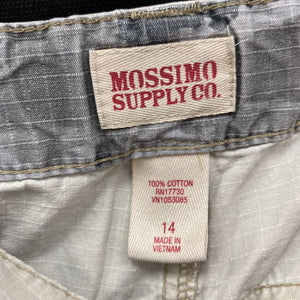 MOSSIMO
SUPPLY CO.
100% COTTON
RN17730
VN1053085
14
MADE IN
VIETNAM